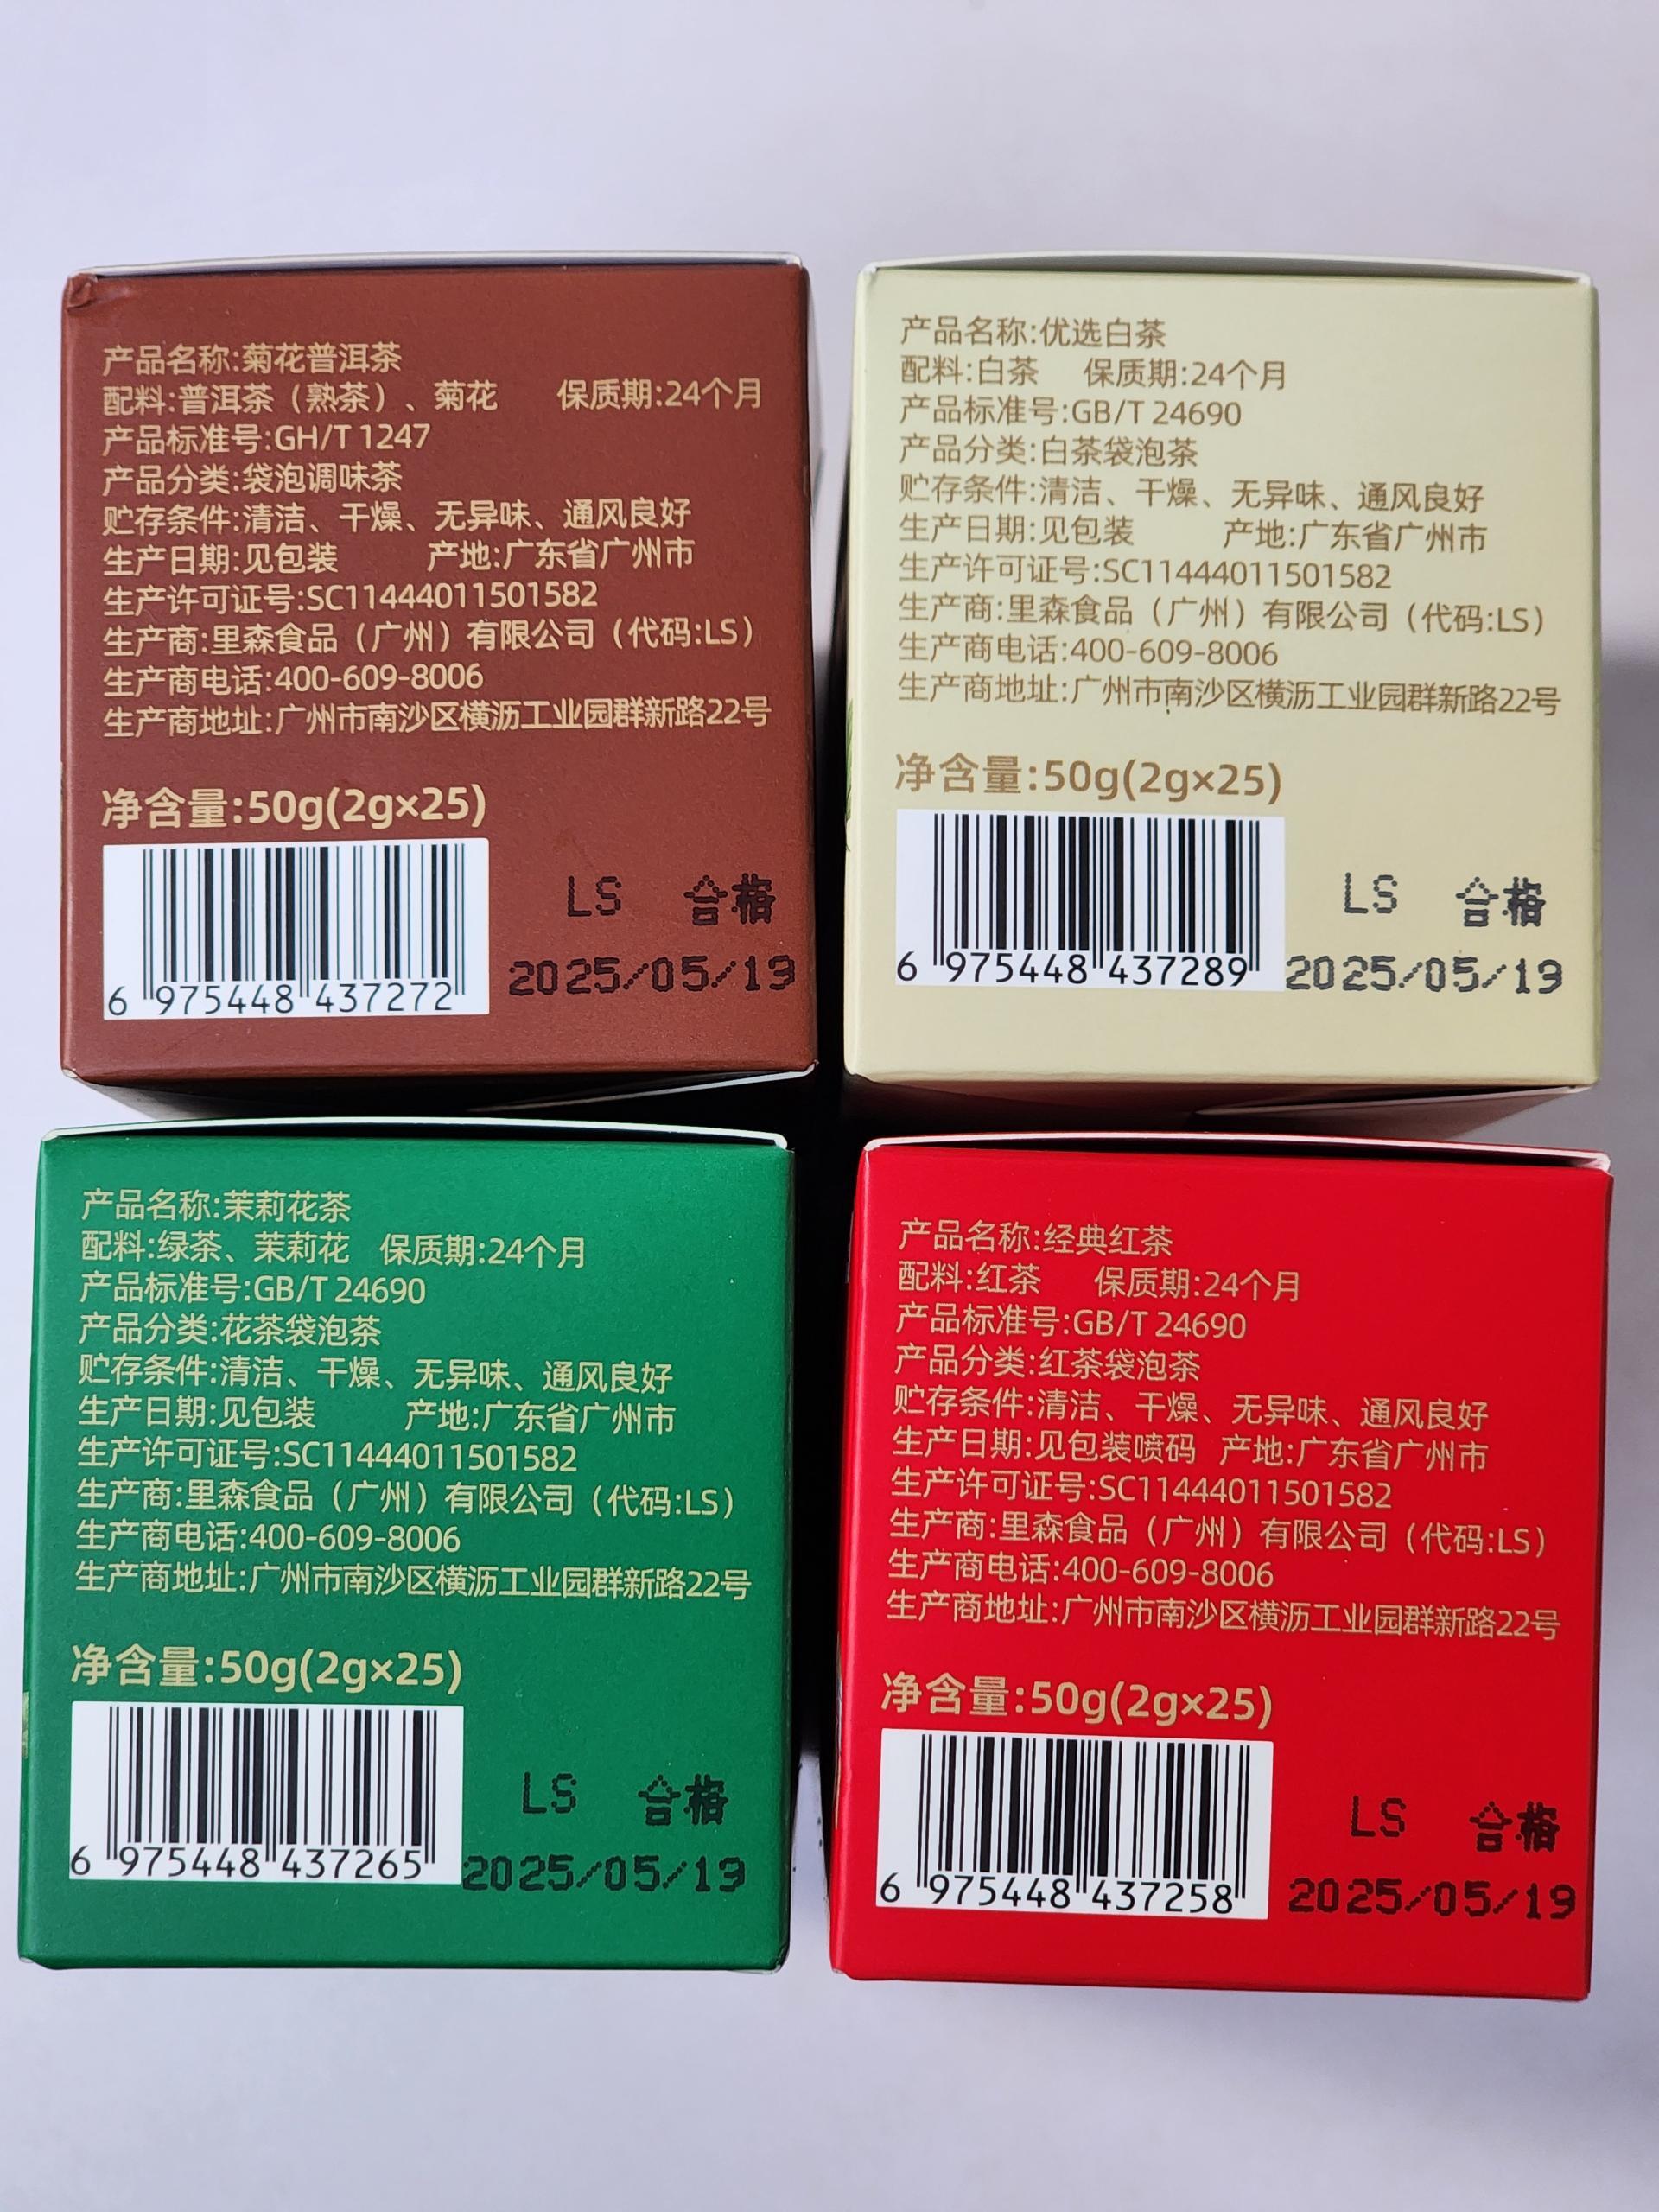 产品名称:菊花普洱茶
配料:普洱茶（熟茶）、菊花 保质期:24个月
产品标准号:GH/T 1247
产品分类:袋泡调味茶
贮存条件:清洁、干燥、无异味、通风良好
生产日期:见包装 产地:广东省广州市
生产许可证号:SC11444011501582
生产商:里森食品（广州）有限公司（代码:LS）
生产商电话:400-609-8006
生产商地址:广州市南沙区横沥工业园群新路22号
净含量:50g(2g×25)
LS 合格
2025/05/19
6 975448 437272
产品名称:优选白茶
配料:白茶 保质期:24个月
产品标准号:GB/T 24690
产品分类:白茶袋泡茶
贮存条件:清洁、干燥、无异味、通风良好
生产日期:见包装 产地:广东省广州市
生产许可证号:SC11444011501582
生产商:里森食品（广州）有限公司（代码:LS）
生产商电话:400-609-8006
生产商地址:广州市南沙区横沥工业园群新路22号
净含量:50g(2g×25)
LS 合格
2025/05/19
6 975448 437289
产品名称:茉莉花茶
配料:绿茶、茉莉花 保质期:24个月
产品标准号:GB/T 24690
产品分类:花茶袋泡茶
贮存条件:清洁、干燥、无异味、通风良好
生产日期:见包装 产地:广东省广州市
生产许可证号:SC11444011501582
生产商:里森食品（广州）有限公司（代码:LS）
生产商电话:400-609-8006
生产商地址:广州市南沙区横沥工业园群新路22号
净含量:50g(2g×25)
LS 合格
2025/05/19
6 975448 437265
产品名称:经典红茶
配料:红茶 保质期:24个月
产品标准号:GB/T 24690
产品分类:红茶袋泡茶
贮存条件:清洁、干燥、无异味、通风良好
生产日期:见包装喷码 产地:广东省广州市
生产许可证号:SC11444011501582
生产商:里森食品（广州）有限公司（代码:LS）
生产商电话:400-609-8006
生产商地址:广州市南沙区横沥工业园群新路22号
净含量:50g(2g×25)
LS 合格
2025/05/19
6 975448 437258